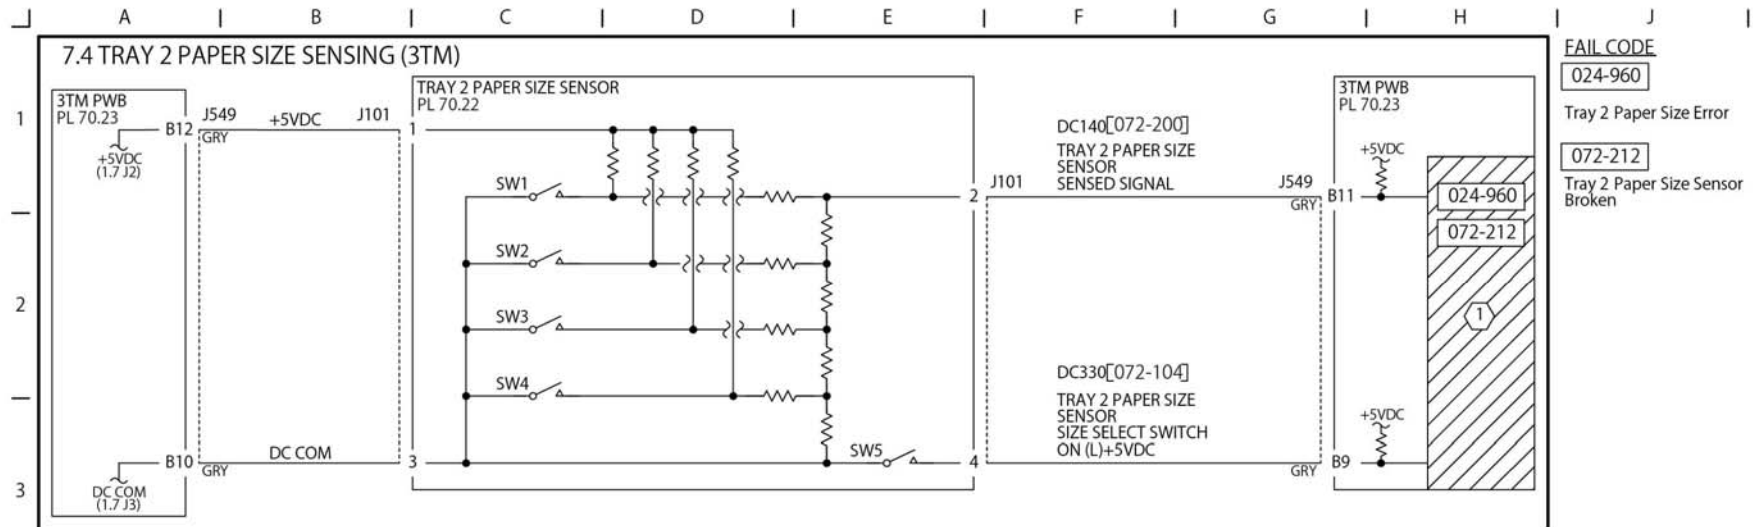 A B C D E F G H J
7.4 TRAY 2 PAPER SIZE SENSING (3TM)
FAIL CODE
024-960
Tray 2 Paper Size Error
072-212
Tray 2 Paper Size Sensor
Broken
1
2
3
3TM PWB
PL 70.23
B12
+5VDC
(1.7 J2)
J549
GRY
+5VDC
J101
B10
GRY
DC COM
DC COM
(1.7 J3)
TRAY 2 PAPER SIZE SENSOR
PL 70.22
1
SW1
SW2
SW3
SW4
SW5
2
3
4
J101
DC140[072-200]
TRAY 2 PAPER SIZE
SENSOR
SENSED SIGNAL
J549
GRY
DC330[072-104]
TRAY 2 PAPER SIZE
SENSOR
SIZE SELECT SWITCH
ON (L)+5VDC
GRY
3TM PWB
PL 70.23
+5VDC
B11
024-960
072-212
1
+5VDC
B9